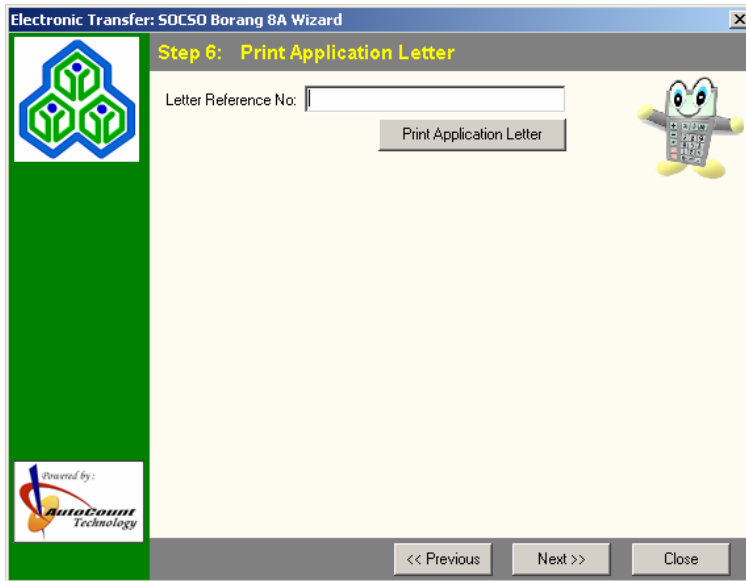 Electronic Transfer: SOCSO Borang 8A Wizard
Step 6: Print Application Letter
Letter Reference No:
Print Application Letter
Powered by :
AutoCount
Technology
<< Previous
Next >>
Close